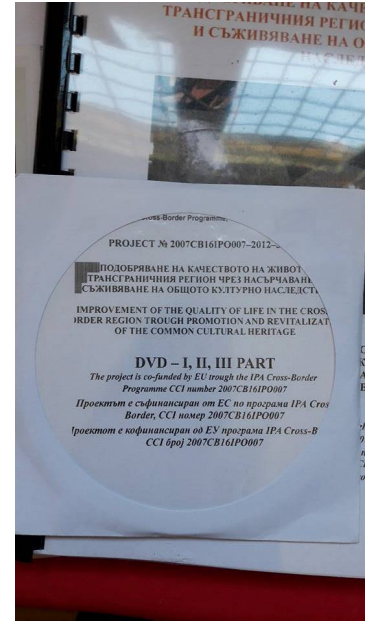 ТРАНСГРАНИЧНИЯ
И СЪЖИВЯВАНЕ НА
Cross-Border Programme,
PROJECT № 2007CB16IPO007–2012–
ПОДОБРЯВАНЕ НА КАЧЕСТВОТО НА ЖИВОТ
ТРАНСГРАНИЧНИЯ РЕГИОН ЧРЕЗ НАСЪРЧАВАНЕ
СЪЖИВЯВАНЕ НА ОБЩОТО КУЛТУРНО НАСЛЕДСТ
IMPROVEMENT OF THE QUALITY OF LIFE IN THE CROS
ORDER REGION TROUGH PROMOTION AND REVITALIZAT
OF THE COMMON CULTURAL HERITAGE
DVD – I, II, III PART
The project is co-funded by EU trough the IPA Cross-Border
Programme CCI number 2007CB16IPO007
Проектът е съфинансиран от ЕС по програма IPA Cros
Border, CCI номер 2007CB16IPO007
Проектот е кофинансиран од ЕУ програма IPA Cross-B
CCI број 2007CB16IPO007